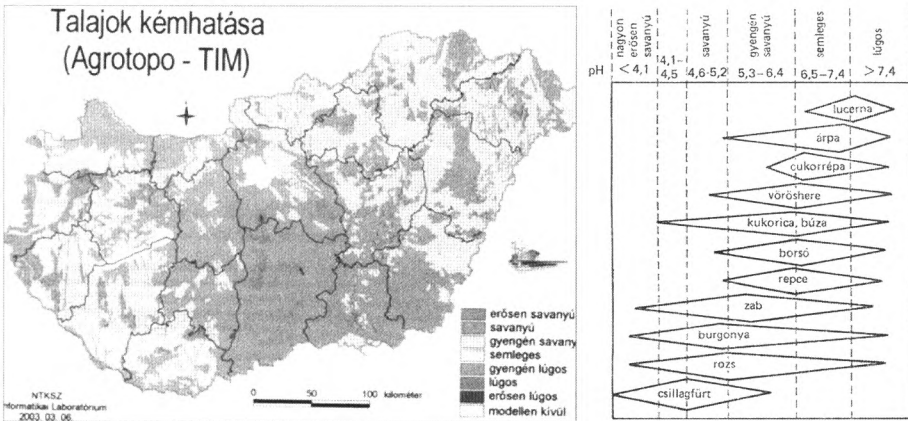 Talajok kémhatása
(Agrotopo - TIM)
erősen savanyú
savanyú
gyengén savany
semleges
gyengén lúgos
lúgos
erősen lúgos
modellen kívül
0 50 100 kilométer
NTKSZ
nformatikai Laboratórium
2003. 03. 06.
nagyon erősen savanyú
savanyú
gyengén savanyú
semleges
lúgos
pH < 4,1 4,1– 4,5 4,6-5,2 5,3–6,4 6,5–7,4 > 7,4
lucerna
árpa
cukorrépa
vöröshere
kukorica, búza
borsó
repce
zab
burgonya
rozs
csillagfürt